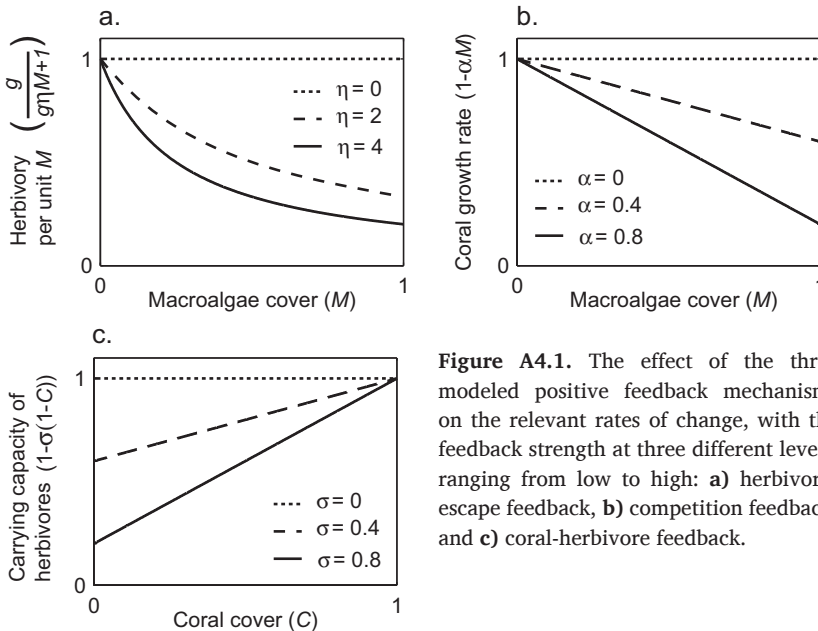 a.
Herbivory
per unit M ( g / gηM+1 )
1
0
η = 0
η = 2
η = 4
0 1
Macroalgae cover (M)
b.
Coral growth rate (1-αM)
1
0
α = 0
α = 0.4
α = 0.8
0 1
Macroalgae cover (M)
c.
Carrying capacity of
herbivores (1-σ(1-C))
1
0
σ = 0
σ = 0.4
σ = 0.8
0 1
Coral cover (C)
Figure A4.1. The effect of the thr
modeled positive feedback mechanism
on the relevant rates of change, with th
feedback strength at three different level
ranging from low to high: a) herbivor
escape feedback, b) competition feedbac
and c) coral-herbivore feedback.